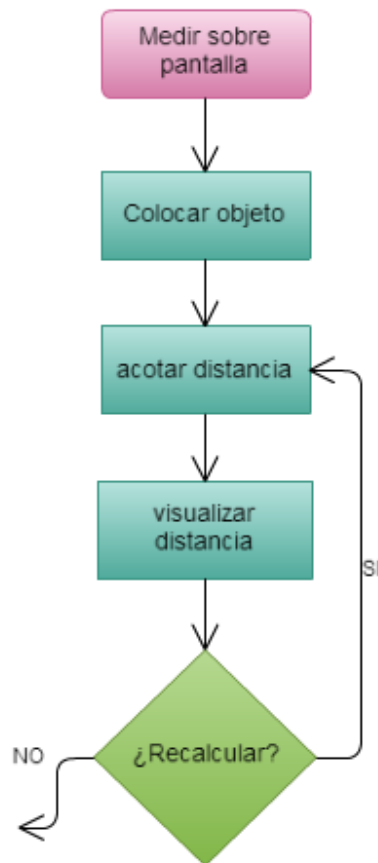 Medir sobre
pantalla
Colocar objeto
acotar distancia
visualizar
distancia
SI
¿Recalcular?
NO